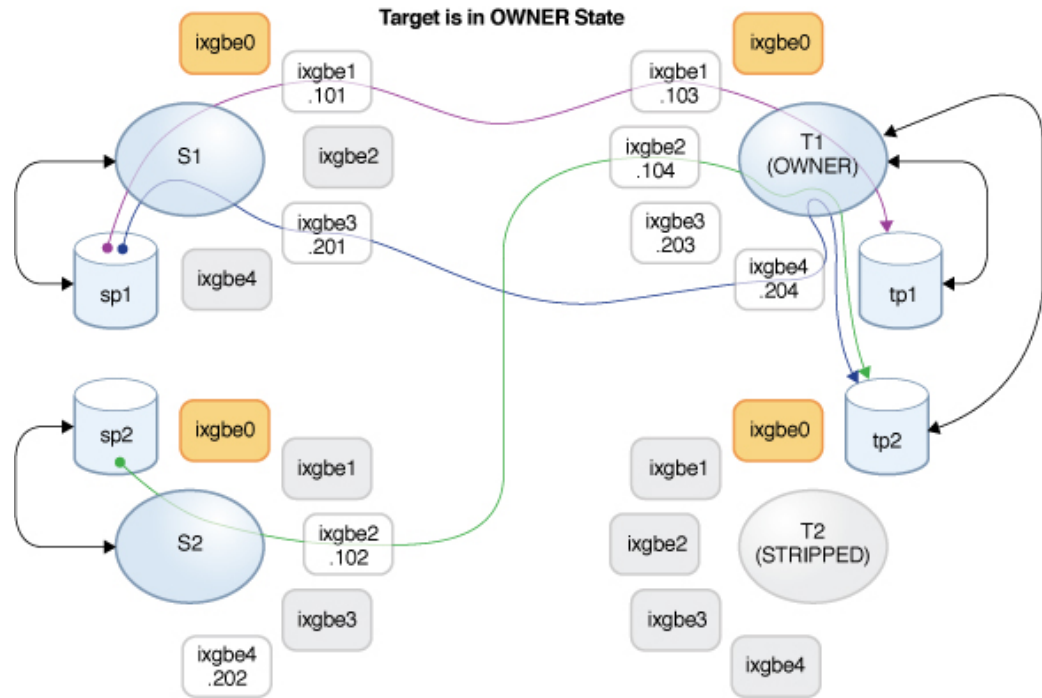 Target is in OWNER State
ixgbe0
ixgbe1
.101
S1
ixgbe2
ixgbe3
.201
sp1
ixgbe4
ixgbe0
ixgbe1
.103
ixgbe2
.104
T1
(OWNER)
ixgbe3
.203
ixgbe4
.204
tp1
sp2
ixgbe0
ixgbe1
S2
ixgbe2
.102
ixgbe3
ixgbe4
.202
ixgbe0
tp2
ixgbe1
ixgbe2
T2
(STRIPPED)
ixgbe3
ixgbe4